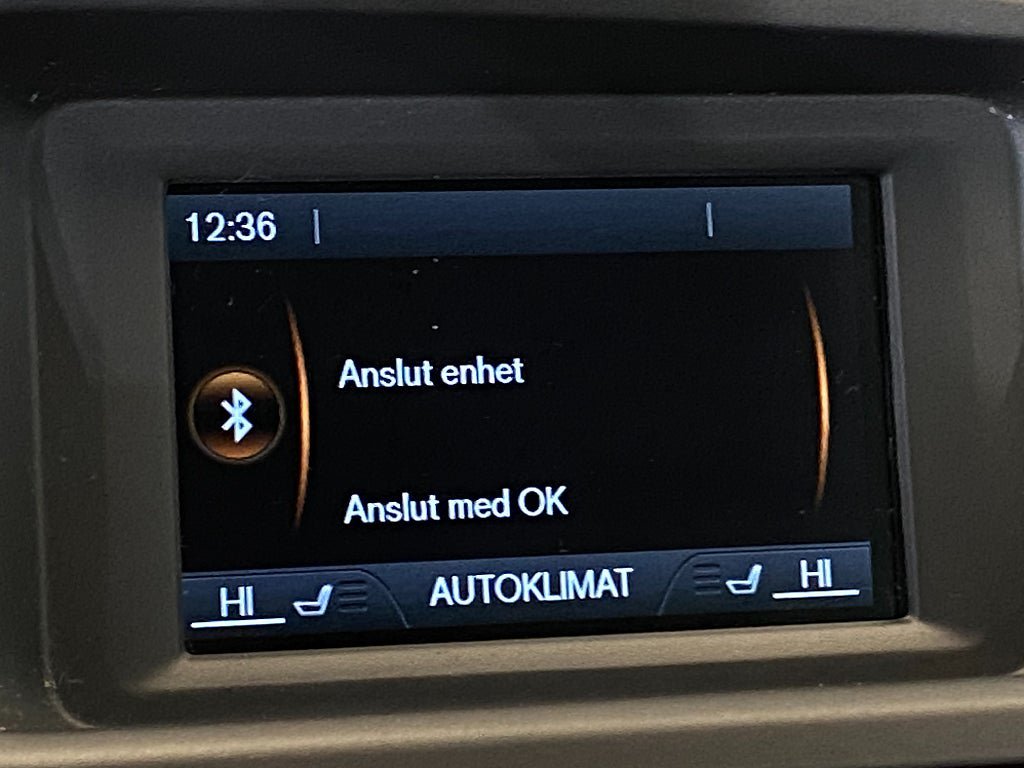 12:36
Anslut enhet
Anslut med OK
HI AUTOKLIMAT HI